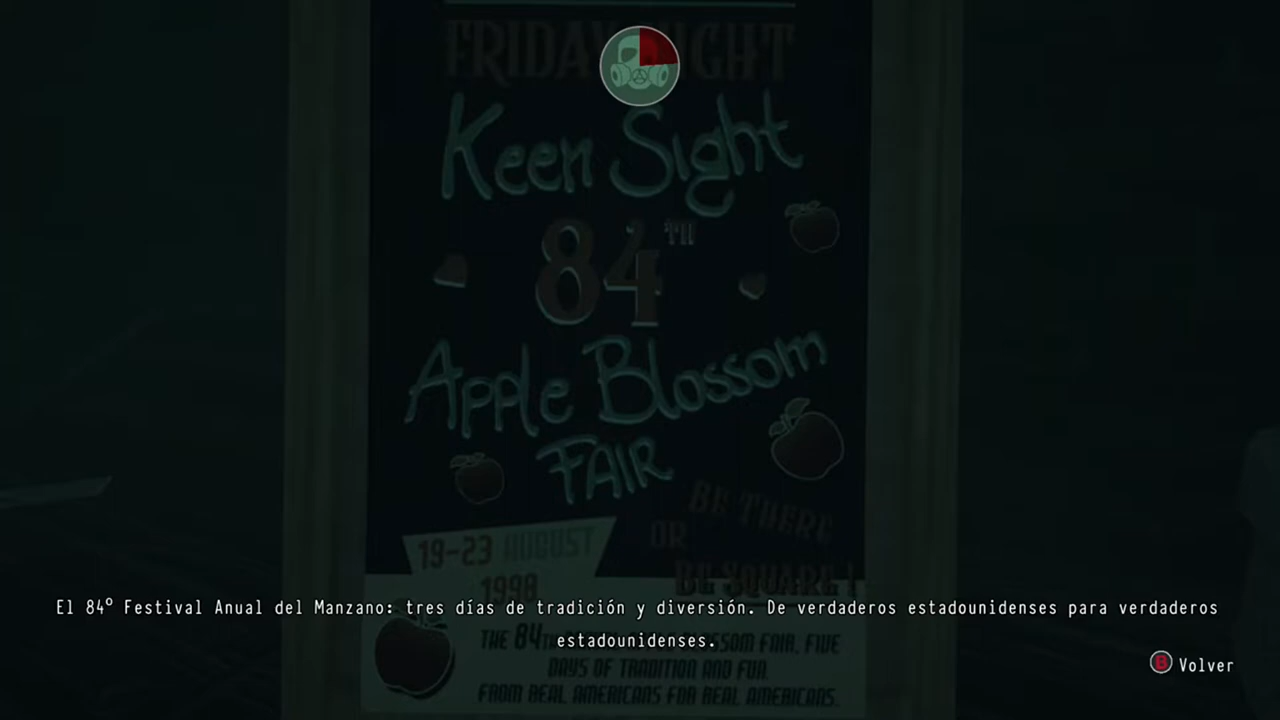 FRIDAY NIGHT
Keen Sight
84TH
Apple Blossom
FAIR
BE THERE
OR
BE SQUARE!
19-23 AUGUST
1998
El 84º Festival Anual del Manzano: tres días de tradición y diversión. De verdaderos estadounidenses para verdaderos
estadounidenses.
THE 84TH BLOSSOM FAIR, FIVE
DAYS OF TRADITION AND FUN.
FROM REAL AMERICANS FOR REAL AMERICANS.
B Volver